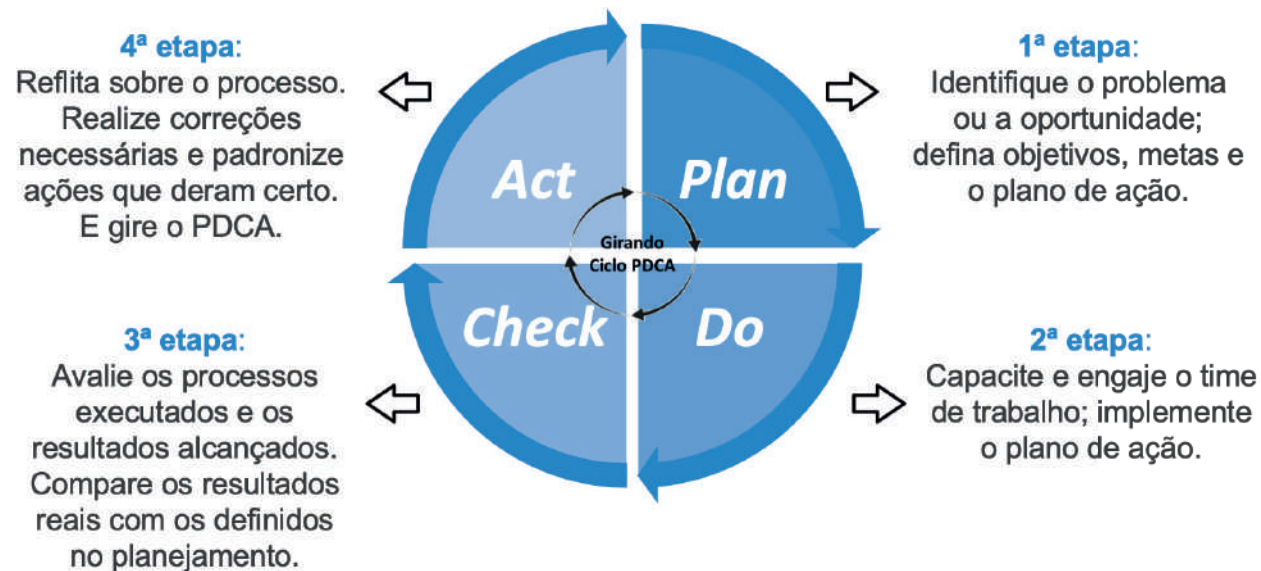 1ª etapa:
Identifique o problema
ou a oportunidade;
defina objetivos, metas e
o plano de ação.
2ª etapa:
Capacite e engaje o time
de trabalho; implemente
o plano de ação.
3ª etapa:
Avalie os processos
executados e os
resultados alcançados.
Compare os resultados
reais com os definidos
no planejamento.
4ª etapa:
Reflita sobre o processo.
Realize correções
necessárias e padronize
ações que deram certo.
E gire o PDCA.
Act
Plan
Girando
Ciclo PDCA
Check
Do